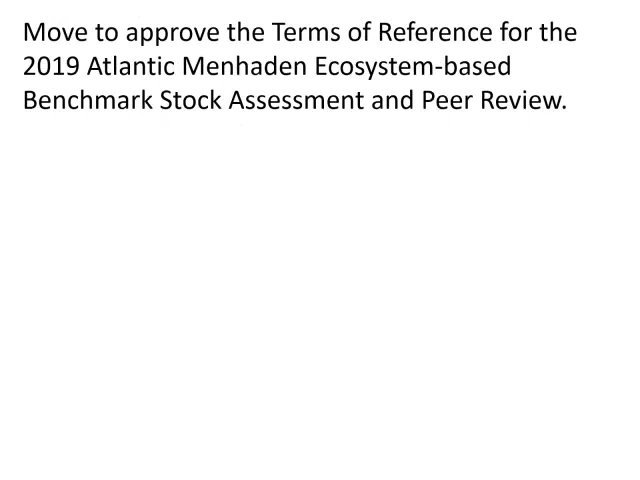 Move to approve the Terms of Reference for the
2019 Atlantic Menhaden Ecosystem-based
Benchmark Stock Assessment and Peer Review.